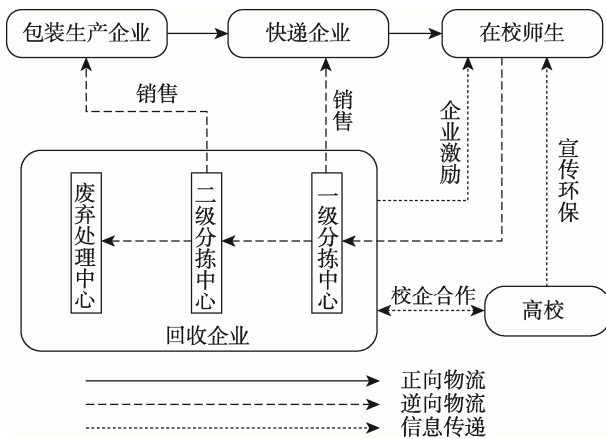 包装生产企业
快递企业
在校师生
销售
销售
企业激励
宣传环保
废弃处理中心
二级分拣中心
一级分拣中心
校企合作
高校
回收企业
正向物流
逆向物流
信息传递